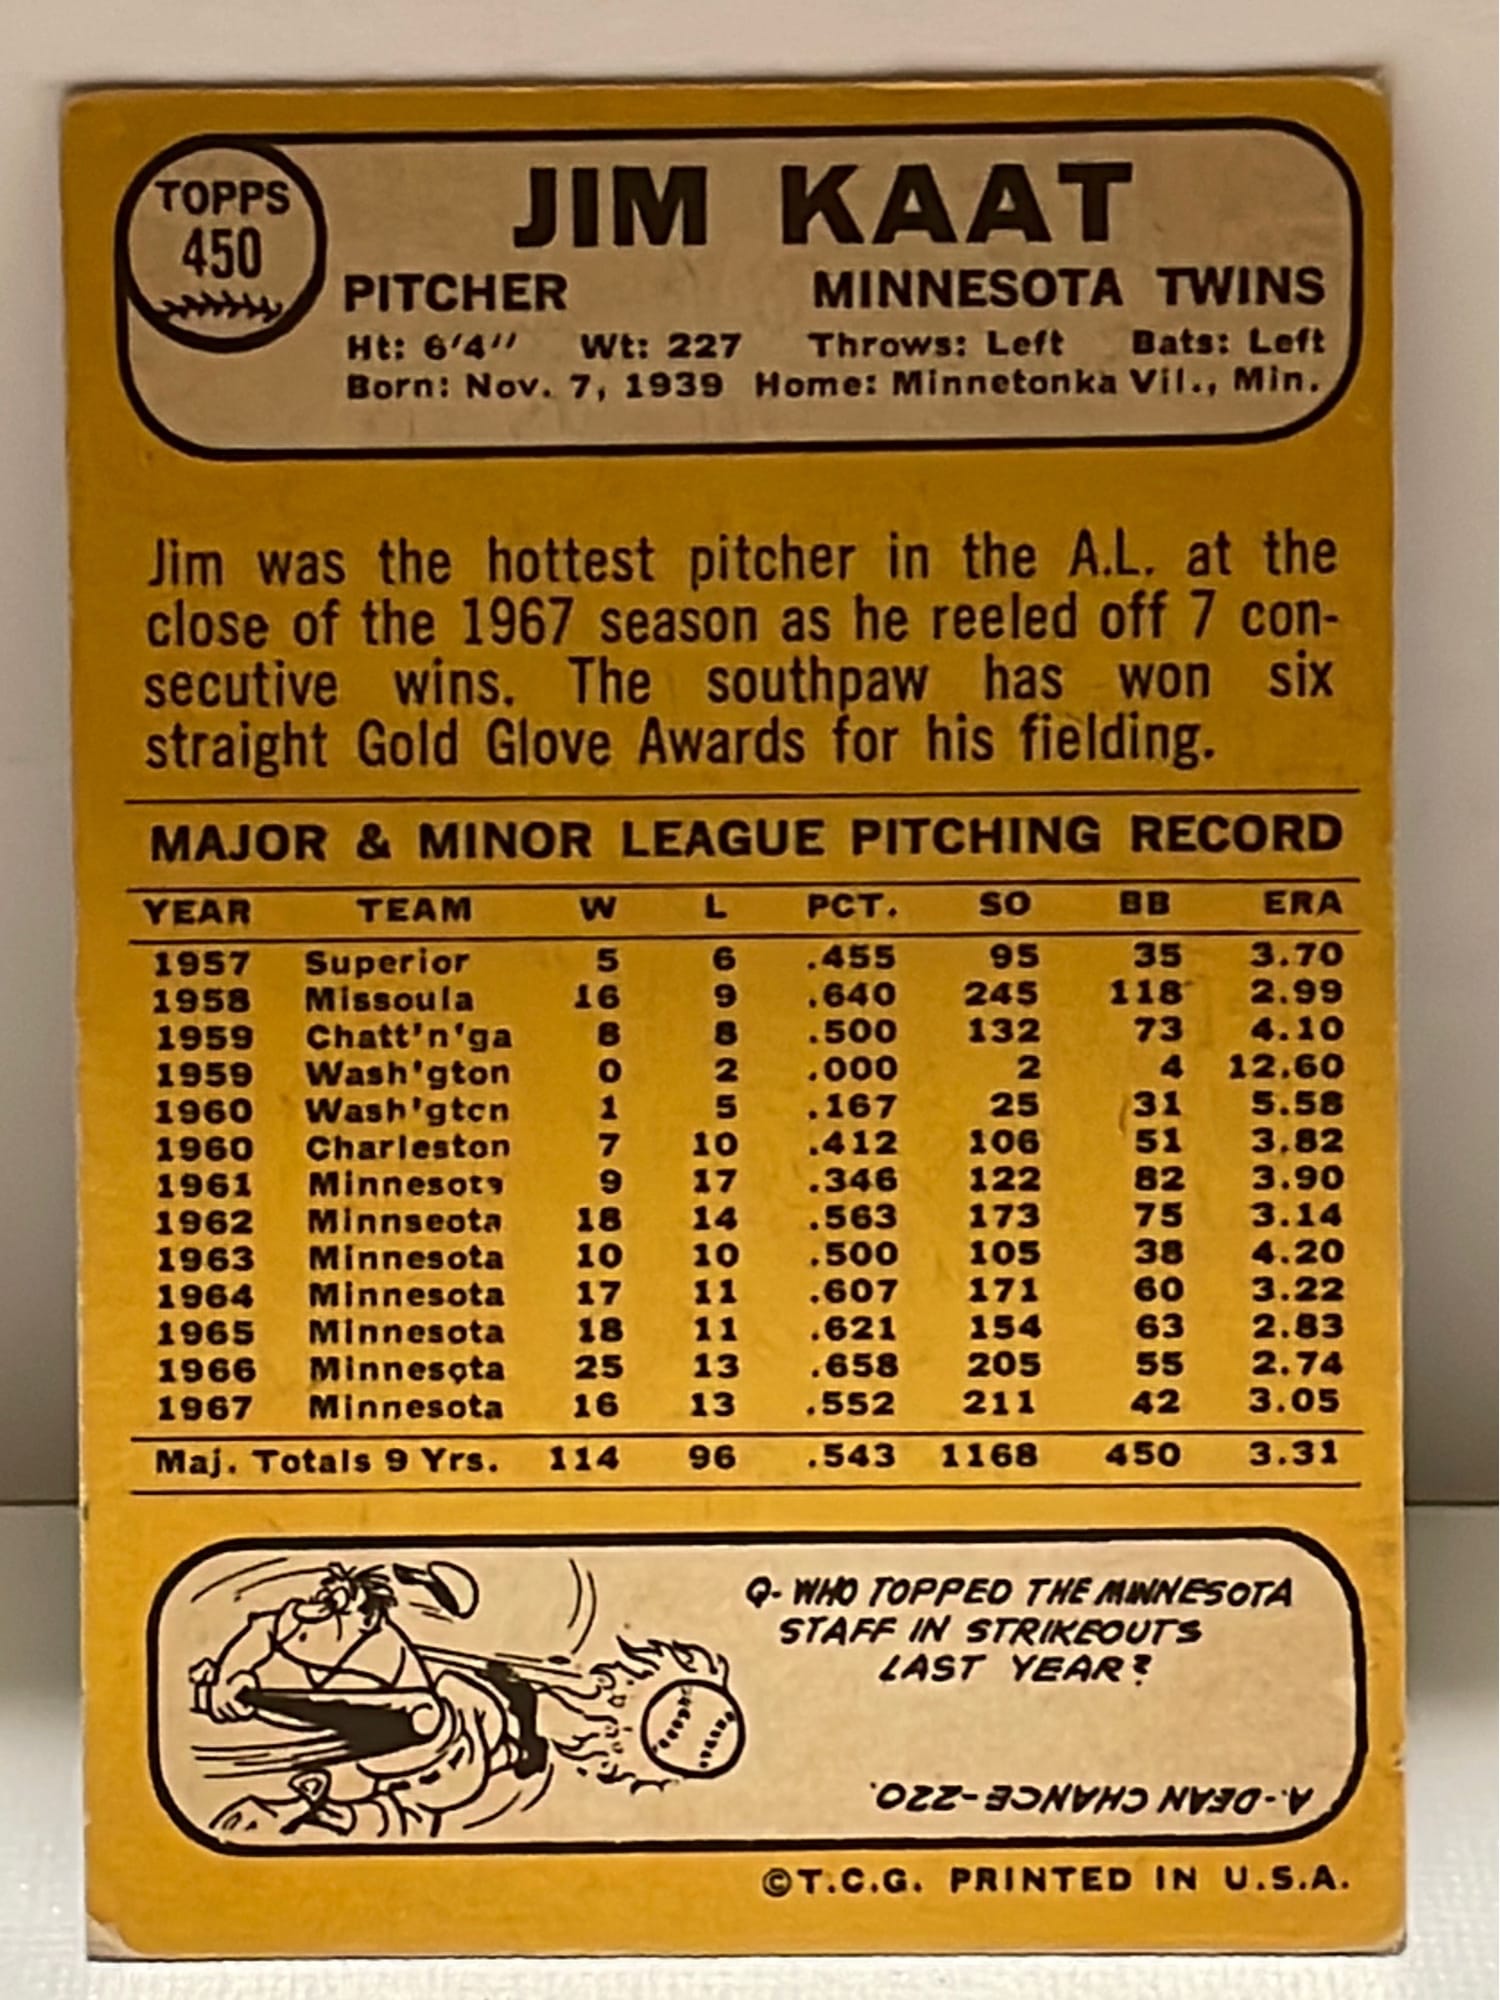 TOPPS
450
JIM KAAT
PITCHER MINNESOTA TWINS
Ht: 6'4" Wt: 227 Throws: Left Bats: Left
Born: Nov. 7, 1939 Home: Minnetonka Vil., Min.
Jim was the hottest pitcher in the A.L. at the
close of the 1967 season as he reeled off 7 con-
secutive wins. The southpaw has won six
straight Gold Glove Awards for his fielding.
MAJOR & MINOR LEAGUE PITCHING RECORD
YEAR TEAM W L PCT. SO BB ERA
1957 Superior 5 6 .455 95 35 3.70
1958 Missoula 16 9 .640 245 118 2.99
1959 Chatt'n'ga 8 8 .500 132 73 4.10
1959 Wash'gton 0 2 .000 2 4 12.60
1960 Wash'gton 1 5 .167 25 31 5.58
1960 Charleston 7 10 .412 106 51 3.82
1961 Minnesota 9 17 .346 122 82 3.90
1962 Minnseota 18 14 .563 173 75 3.14
1963 Minnesota 10 10 .500 105 38 4.20
1964 Minnesota 17 11 .607 171 60 3.22
1965 Minnesota 18 11 .621 154 63 2.83
1966 Minnesota 25 13 .658 205 55 2.74
1967 Minnesota 16 13 .552 211 42 3.05
Maj. Totals 9 Yrs. 114 96 .543 1168 450 3.31
Q- WHO TOPPED THE MINNESOTA
STAFF IN STRIKEOUTS
LAST YEAR?
A-DEAN CHANCE-220.
©T.C.G. PRINTED IN U.S.A.